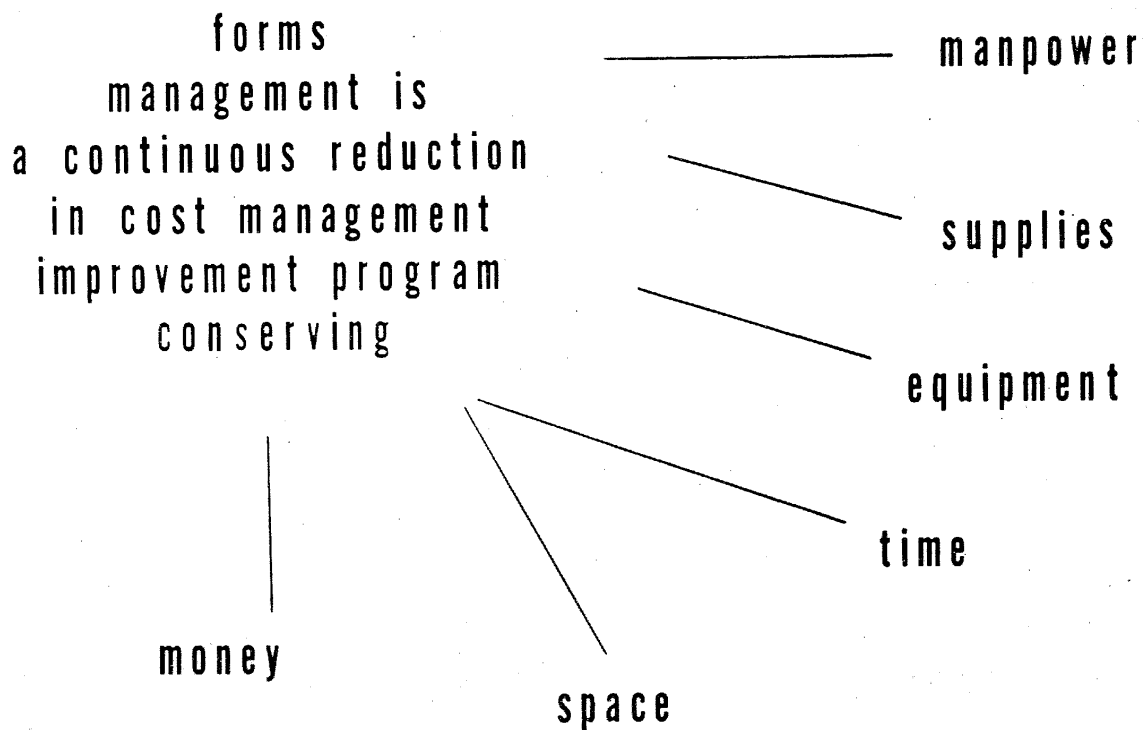 forms
management is
a continuous reduction
in cost management
improvement program
conserving
manpower
supplies
equipment
time
space
money